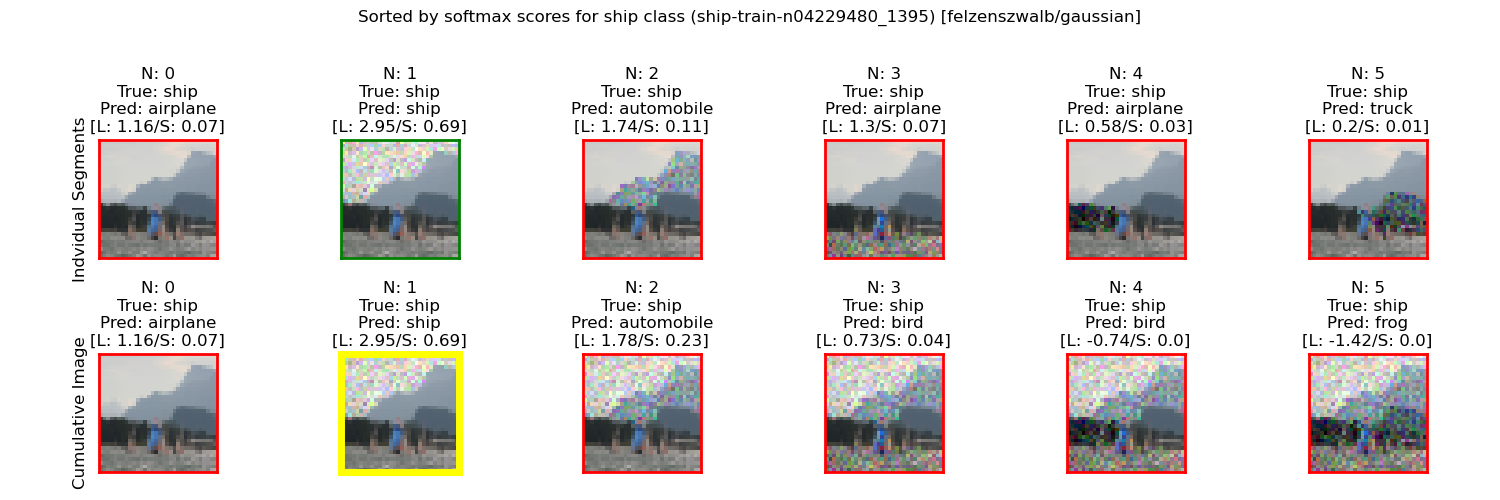 Sorted by softmax scores for ship class (ship-train-n04229480_1395) [felzenszwalb/gaussian]
Indvidual Segments
N: 0
True: ship
Pred: airplane
[L: 1.16/S: 0.07]
N: 1
True: ship
Pred: ship
[L: 2.95/S: 0.69]
N: 2
True: ship
Pred: automobile
[L: 1.74/S: 0.11]
N: 3
True: ship
Pred: airplane
[L: 1.3/S: 0.07]
N: 4
True: ship
Pred: airplane
[L: 0.58/S: 0.03]
N: 5
True: ship
Pred: truck
[L: 0.2/S: 0.01]
Cumulative Image
N: 0
True: ship
Pred: airplane
[L: 1.16/S: 0.07]
N: 1
True: ship
Pred: ship
[L: 2.95/S: 0.69]
N: 2
True: ship
Pred: automobile
[L: 1.78/S: 0.23]
N: 3
True: ship
Pred: bird
[L: 0.73/S: 0.04]
N: 4
True: ship
Pred: bird
[L: -0.74/S: 0.0]
N: 5
True: ship
Pred: frog
[L: -1.42/S: 0.0]